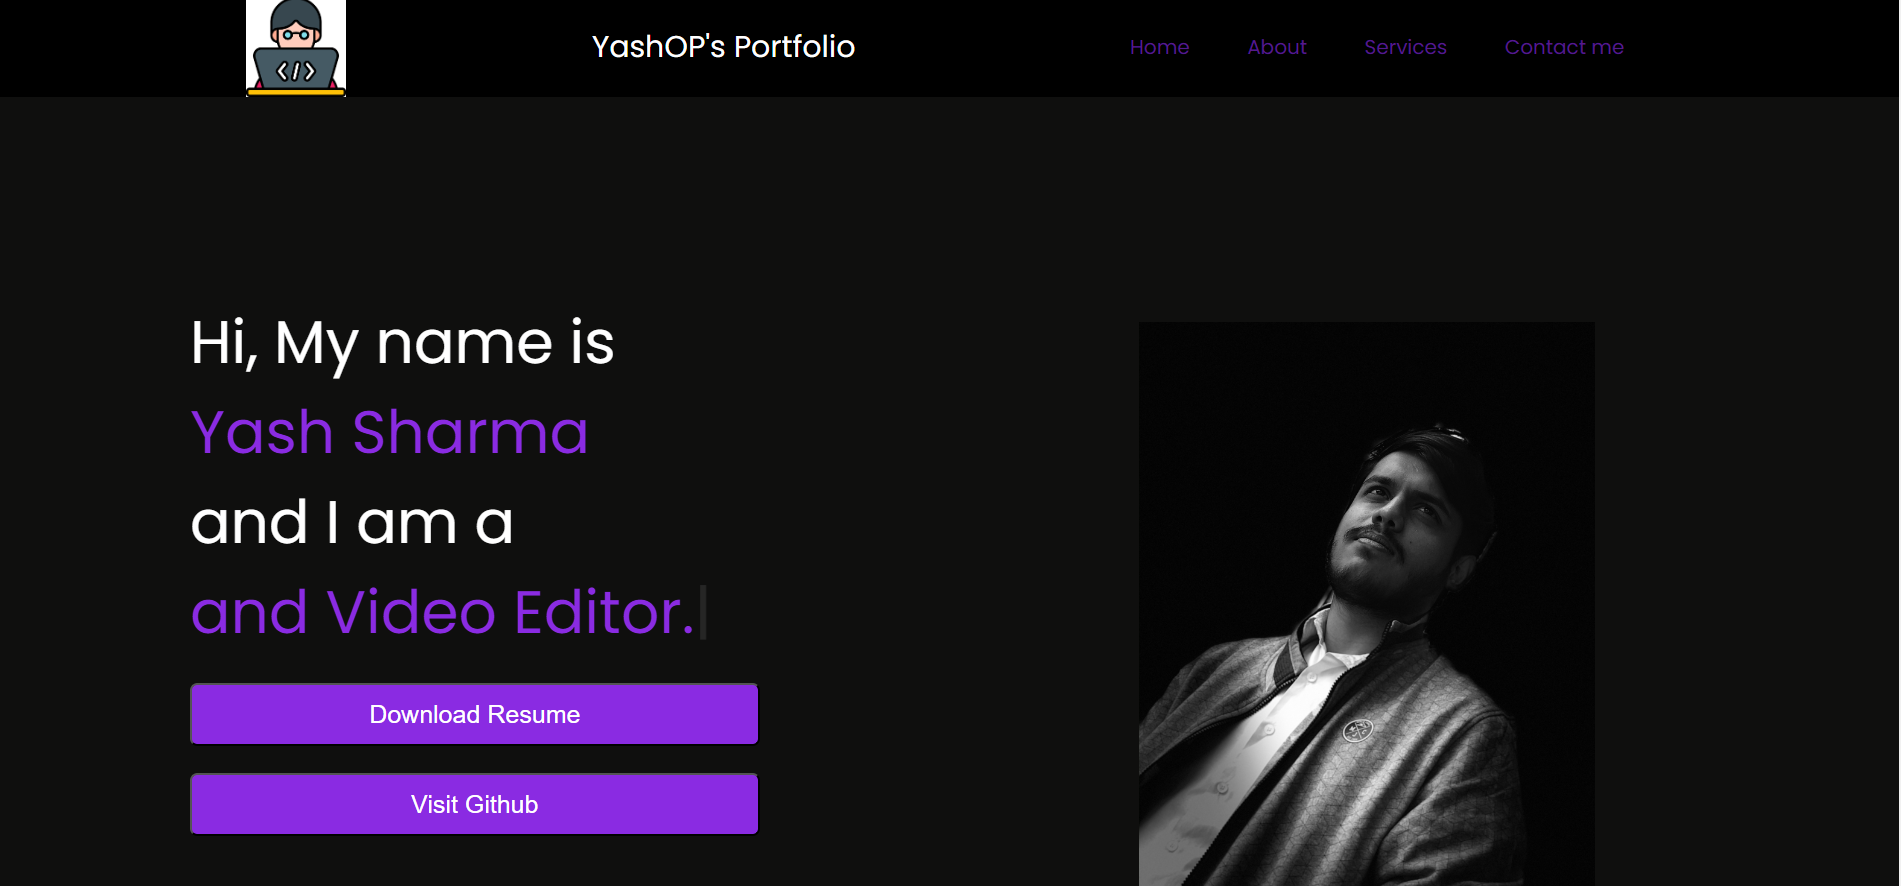 </>
YashOP's Portfolio
Home About Services Contact me
Hi, My name is
Yash Sharma
and I am a
and Video Editor.
Download Resume
Visit Github